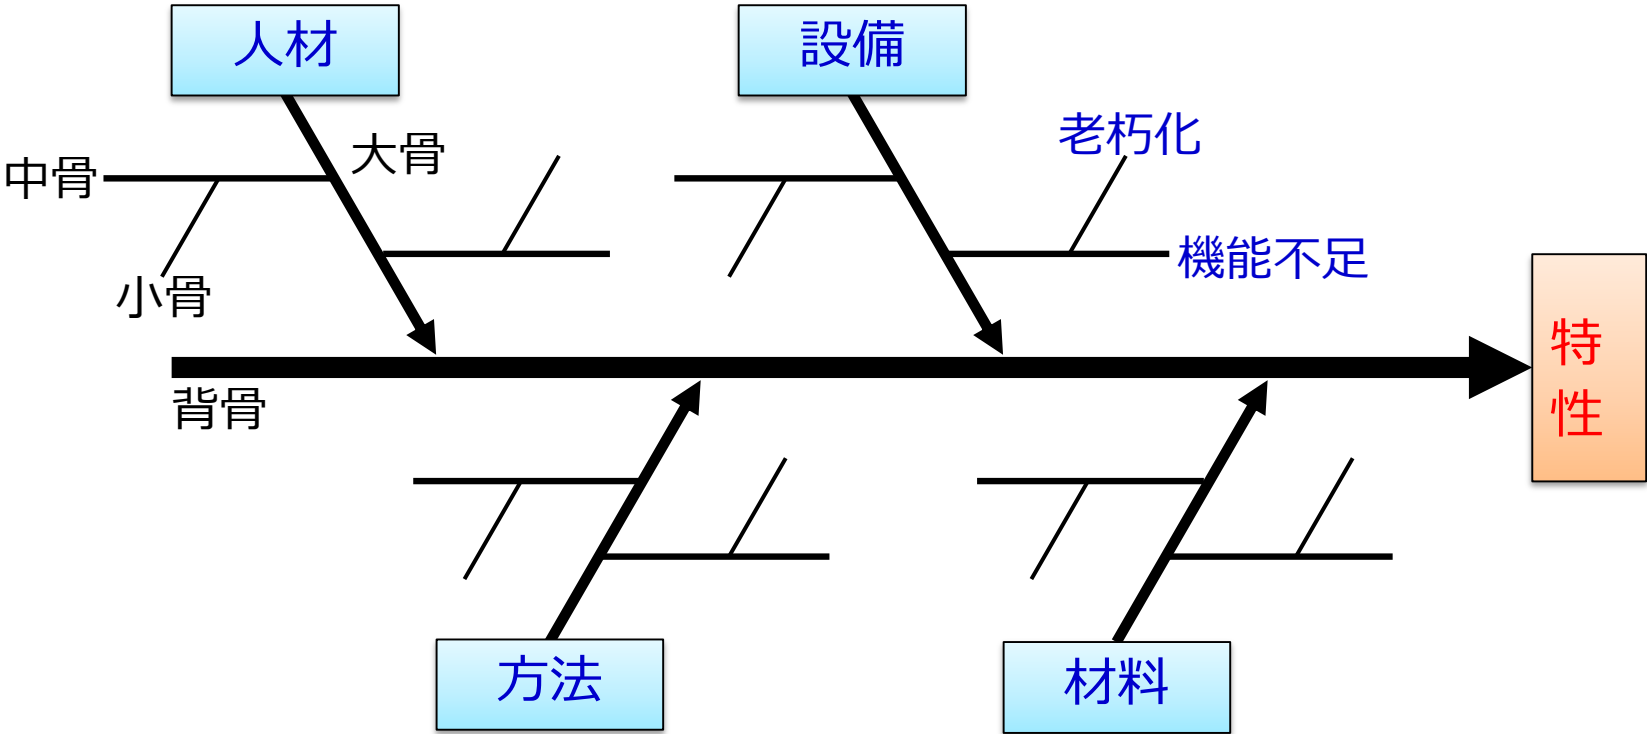 人材
設備
大骨
老朽化
中骨
機能不足
小骨
特
性
背骨
方法
材料